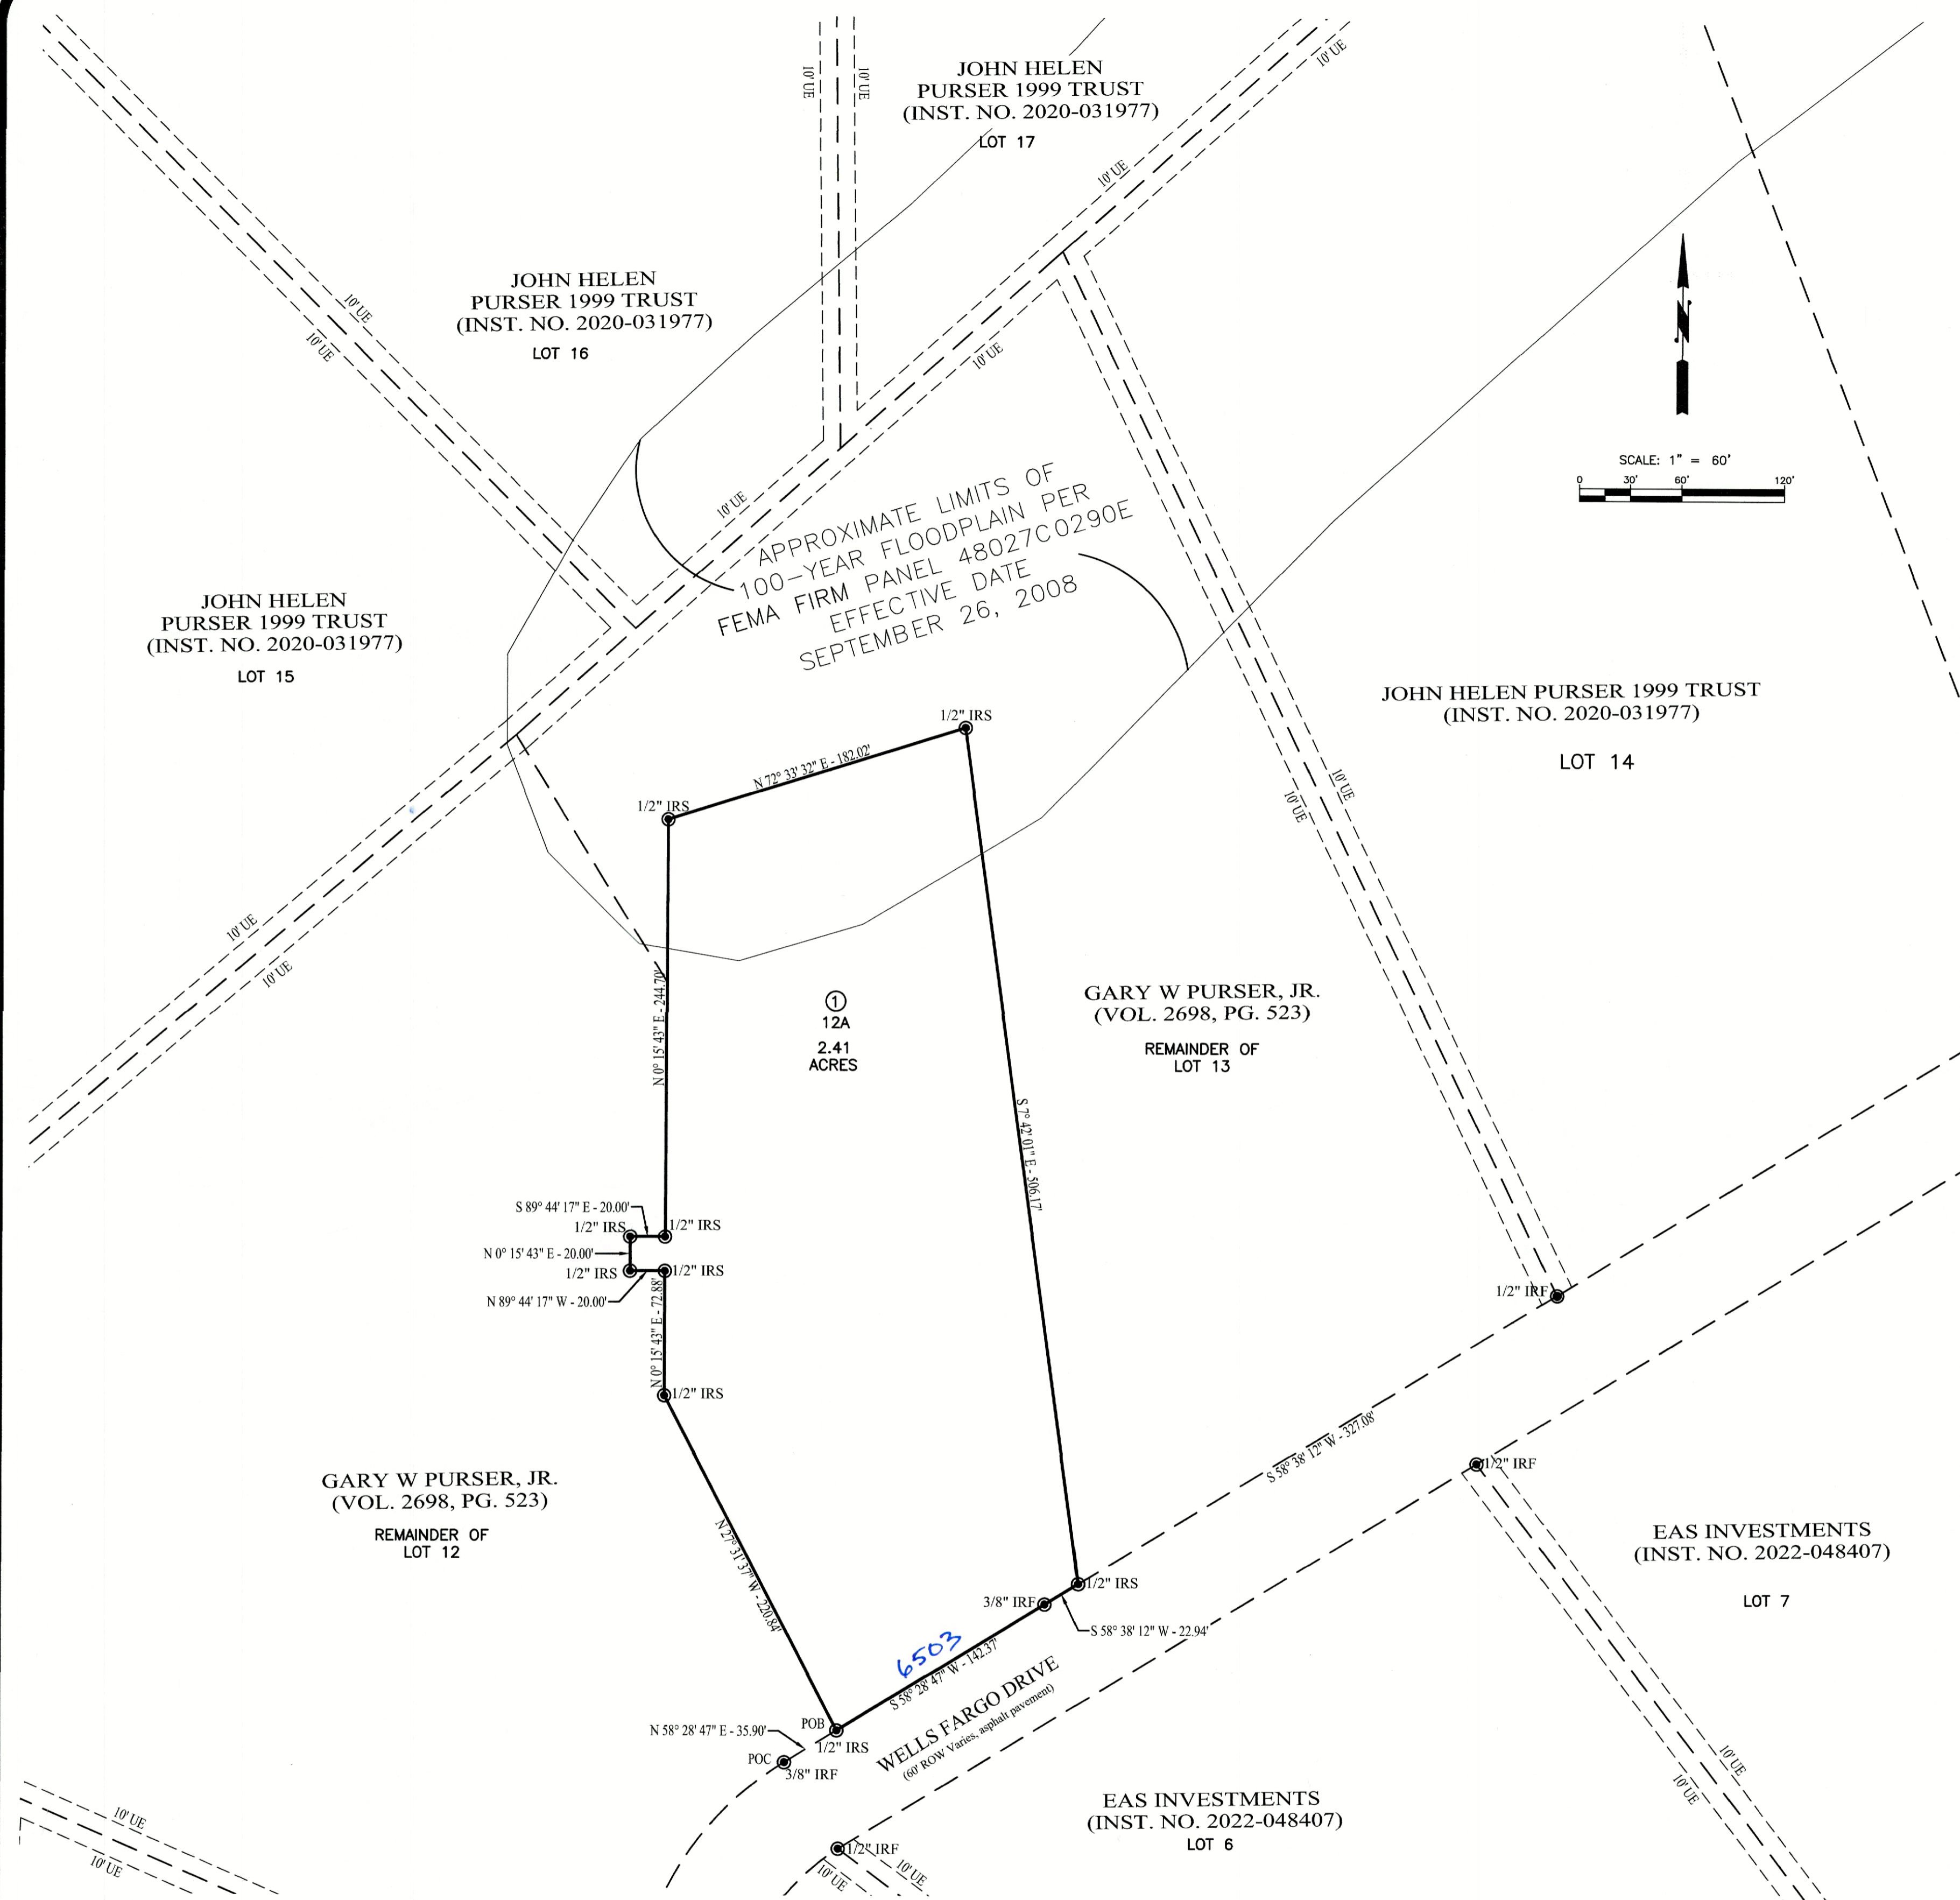 10' UE
10' UE
JOHN HELEN
PURSER 1999 TRUST
(INST. NO. 2020-031977)
LOT 17
10' UE
10' UE
JOHN HELEN
PURSER 1999 TRUST
(INST. NO. 2020-031977)
LOT 16
10' UE
10' UE
10' UE
N
SCALE: 1" = 60'
0 30' 60' 120'
10' UE
APPROXIMATE LIMITS OF
100-YEAR FLOODPLAIN PER
FEMA FIRM PANEL 48027C0290E
EFFECTIVE DATE
SEPTEMBER 26, 2008
JOHN HELEN
PURSER 1999 TRUST
(INST. NO. 2020-031977)
LOT 15
JOHN HELEN PURSER 1999 TRUST
(INST. NO. 2020-031977)
LOT 14
1/2" IRS
N 72° 33' 32" E - 182.02'
1/2" IRS
10' UE
10' UE
10' UE
10' UE
N 0° 15' 43" E - 244.70'
1
12A
2.41
ACRES
GARY W PURSER, JR.
(VOL. 2698, PG. 523)
REMAINDER OF
LOT 13
S 7° 42' 01" E - 506.17'
S 89° 44' 17" E - 20.00'
1/2" IRS
1/2" IRS
N 0° 15' 43" E - 20.00'
1/2" IRS
1/2" IRS
N 89° 44' 17" W - 20.00'
N 0° 15' 43" E - 72.88'
1/2" IRS
1/2" IRF
S 58° 38' 12" W - 327.08'
1/2" IRF
GARY W PURSER, JR.
(VOL. 2698, PG. 523)
REMAINDER OF
LOT 12
N 27° 31' 37" W - 220.84'
EAS INVESTMENTS
(INST. NO. 2022-048407)
LOT 7
1/2" IRS
3/8" IRF
S 58° 38' 12" W - 22.94'
6503
S 58° 28' 47" W - 142.37'
WELLS FARGO DRIVE
(60' ROW Varies, asphalt pavement)
N 58° 28' 47" E - 35.90'
POB
1/2" IRS
POC
3/8" IRF
10' UE
10' UE
EAS INVESTMENTS
(INST. NO. 2022-048407)
LOT 6
1/2" IRF
10' UE
10' UE
10' UE
10' UE